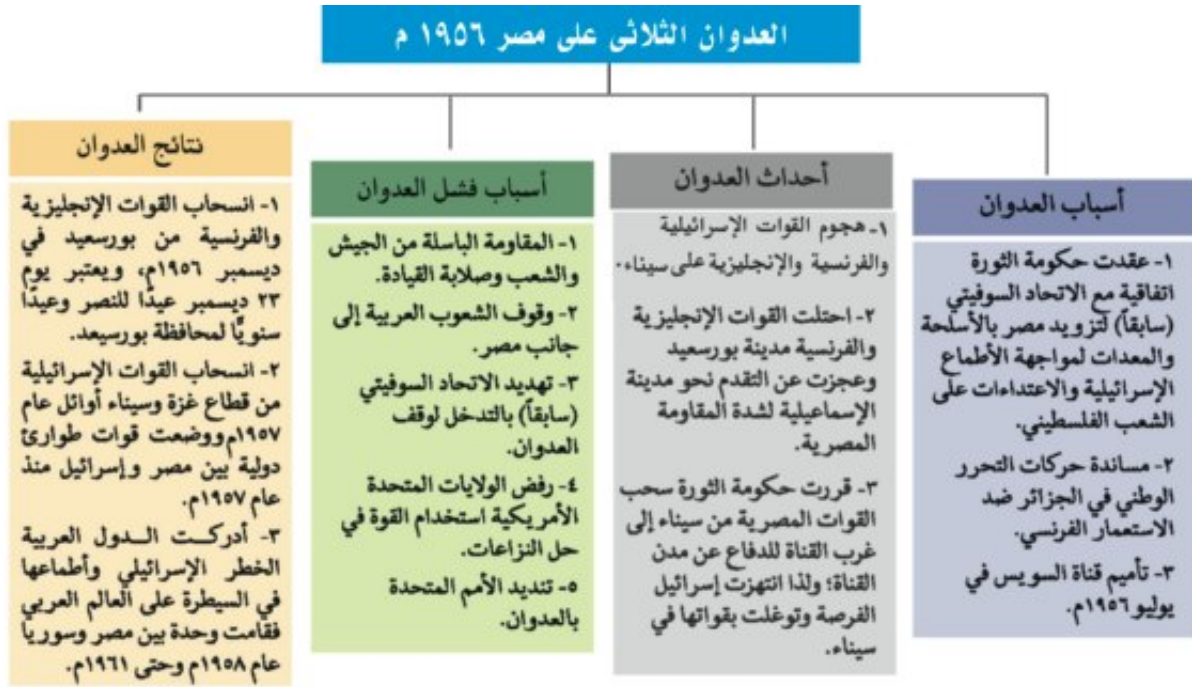 العدوان الثلاثى على مصر ١٩٥٦ م
أسباب العدوان
١- عقدت حكومة الثورة
اتفاقية مع الاتحاد السوفيتي
(سابقاً) لتزويد مصر بالأسلحة
والمعدات لمواجهة الأطماع
الإسرائيلية والاعتداءات على
الشعب الفلسطيني.
٢- مساندة حركات التحرر
الوطني في الجزائر ضد
الاستعمار الفرنسي.
٣- تأميم قناة السويس في
يوليو ١٩٥٦م.
أحداث العدوان
١- هجوم القوات الإسرائيلية
والفرنسية والإنجليزية على سيناء.
٢- احتلت القوات الإنجليزية
والفرنسية مدينة بورسعيد
وعجزت عن التقدم نحو مدينة
الإسماعيلية لشدة المقاومة
المصرية.
٣- قررت حكومة الثورة سحب
القوات المصرية من سيناء إلى
غرب القناة للدفاع عن مدن
القناة؛ ولذا انتهزت إسرائيل
الفرصة وتوغلت بقواتها في
سيناء.
أسباب فشل العدوان
١- المقاومة الباسلة من الجيش
والشعب وصلابة القيادة.
٢- وقوف الشعوب العربية إلى
جانب مصر.
٣- تهديد الاتحاد السوفيتي
(سابقاً) بالتدخل لوقف
العدوان.
٤- رفض الولايات المتحدة
الأمريكية استخدام القوة في
حل النزاعات.
٥- تنديد الأمم المتحدة
بالعدوان.
نتائج العدوان
١- انسحاب القوات الإنجليزية
والفرنسية من بورسعيد في
ديسمبر ١٩٥٦م، ويعتبر يوم
٢٣ ديسمبر عيدًا للنصر وعيدًا
سنويًّا لمحافظة بورسيعد.
٢- انسحاب القوات الإسرائيلية
من قطاع غزة وسيناء أوائل عام
١٩٥٧م ووضعت قوات طوارئ
دولية بين مصر وإسرائيل منذ
عام ١٩٥٧م.
٣- أدركت الدول العربية
الخطر الإسرائيلي وأطماعها
في السيطرة على العالم العربي
فقامت وحدة بين مصر وسوريا
عام ١٩٥٨م وحتى ١٩٦١م.